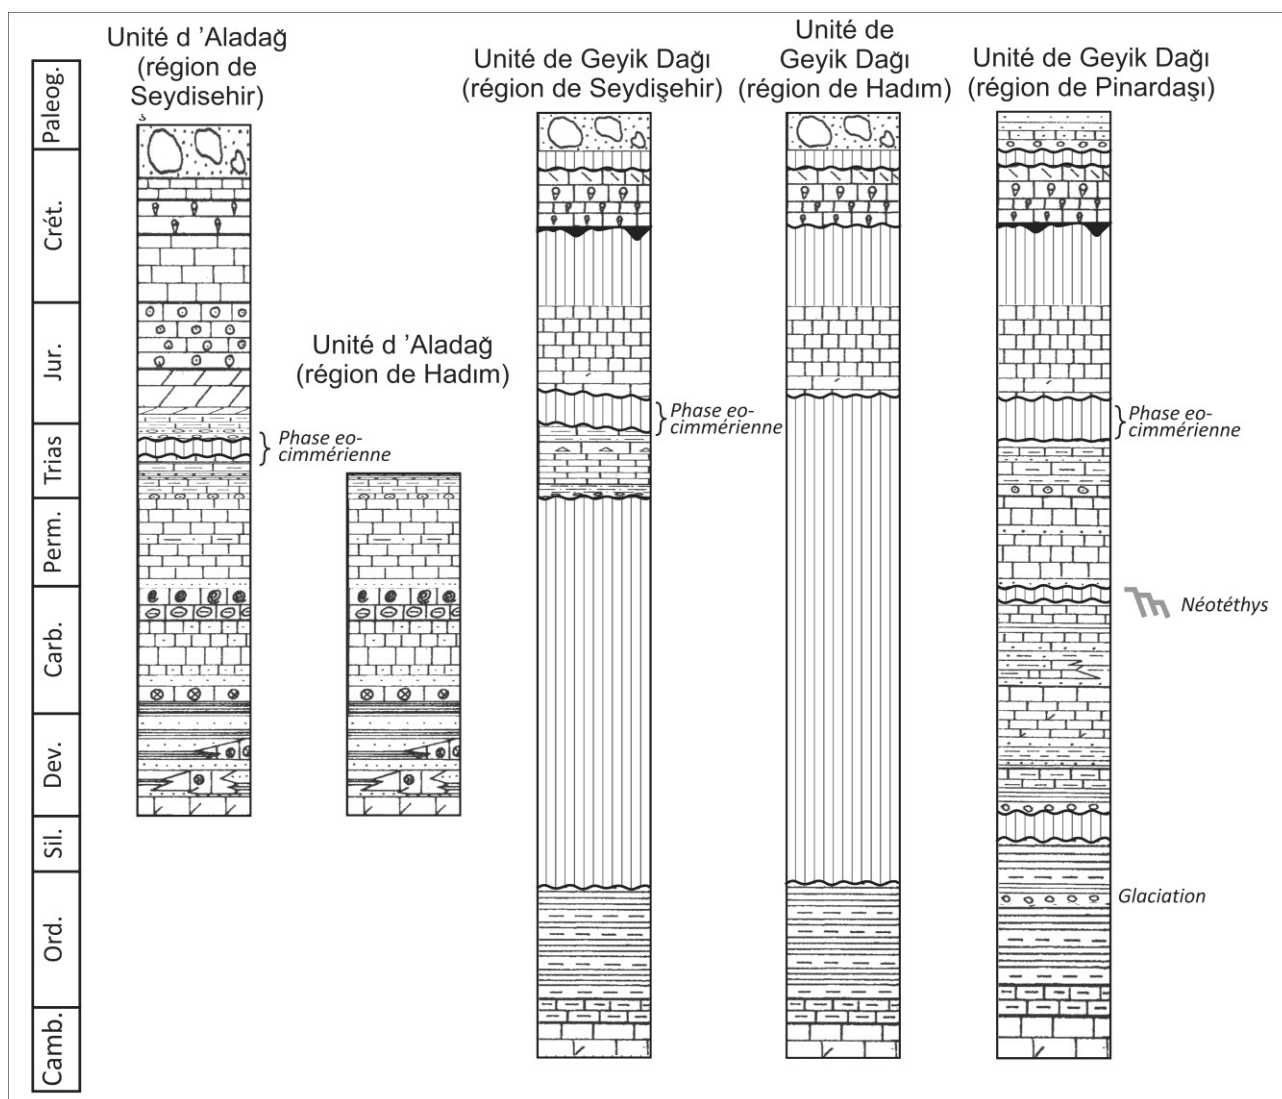 Unité d 'Aladağ
(région de
Seydisehir)
Unité de Geyik Dağı
(région de Seydişehir)
Unité de
Geyik Dağı
(région de Hadım)
Unité de Geyik Dağı
(région de Pinardaşı)
Unité d 'Aladağ
(région de Hadım)
Paleog.
Crét.
Jur.
Trias
Perm.
Carb.
Dev.
Sil.
Ord.
Camb.
s
Phase eo-
cimmérienne
Phase eo-
cimmérienne
Phase eo-
cimmérienne
Néotéthys
Glaciation